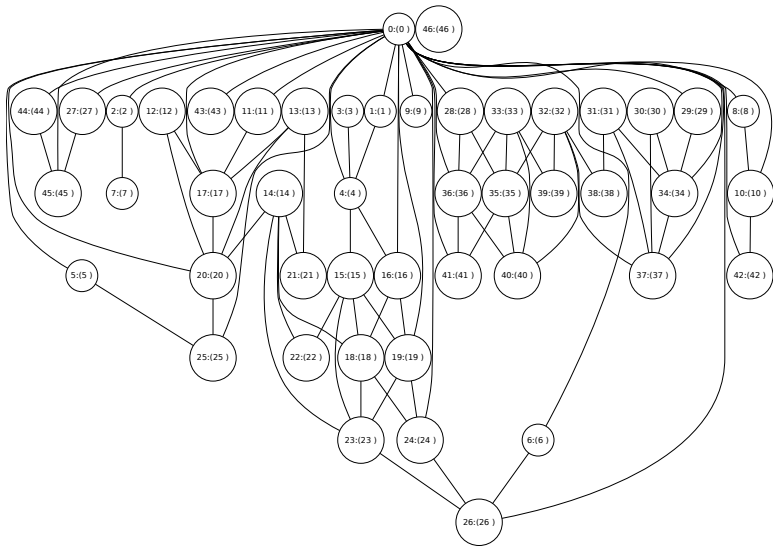 0:(0 ) 46:(46 )
44:(44 ) 27:(27 ) 2:(2 ) 12:(12 ) 43:(43 ) 11:(11 ) 13:(13 ) 3:(3 ) 1:(1 ) 9:(9 ) 28:(28 ) 33:(33 ) 32:(32 ) 31:(31 ) 30:(30 ) 29:(29 ) 8:(8 )
45:(45 ) 7:(7 ) 17:(17 ) 14:(14 ) 4:(4 ) 36:(36 ) 35:(35 ) 39:(39 ) 38:(38 ) 34:(34 ) 10:(10 )
5:(5 ) 20:(20 ) 21:(21 ) 15:(15 ) 16:(16 ) 41:(41 ) 40:(40 ) 37:(37 ) 42:(42 )
25:(25 ) 22:(22 ) 18:(18 ) 19:(19 )
23:(23 ) 24:(24 ) 6:(6 )
26:(26 )